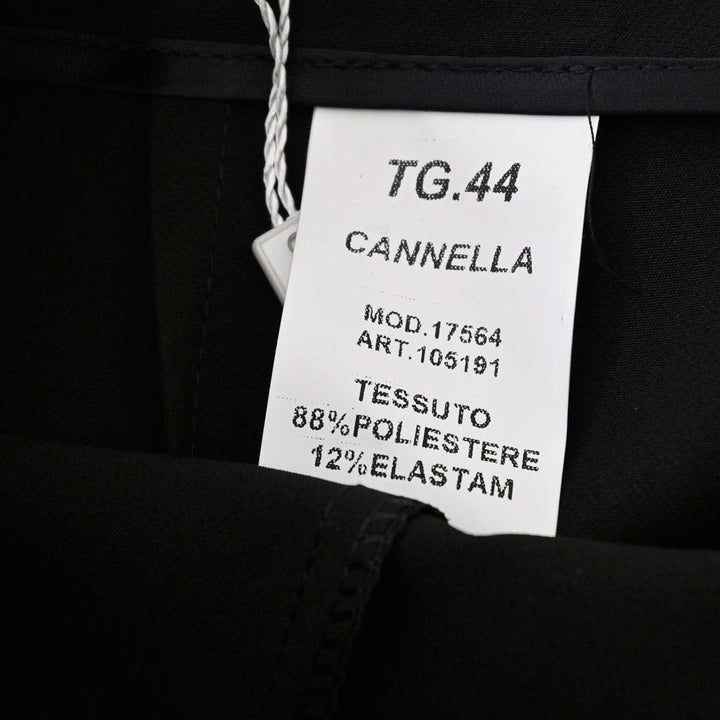 TG.44
CANNELLA
MOD.17564
ART.105191
TESSUTO
88%POLIESTERE
12%ELASTAM